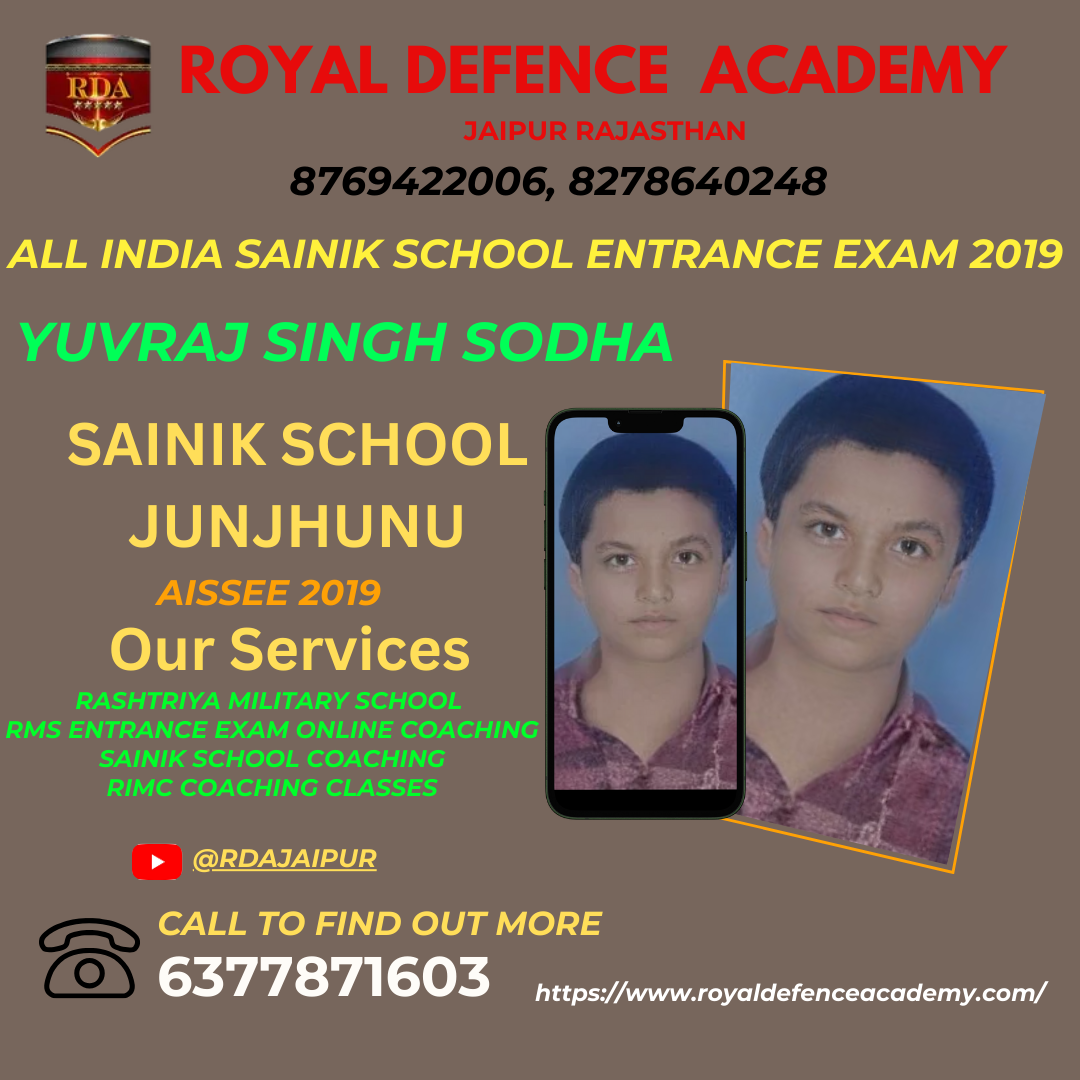 RDA
ROYAL DEFENCE ACADEMY
JAIPUR RAJASTHAN
8769422006, 8278640248
ALL INDIA SAINIK SCHOOL ENTRANCE EXAM 2019
YUVRAJ SINGH SODHA
SAINIK SCHOOL
JUNJHUNU
AISSEE 2019
Our Services
RASHTRIYA MILITARY SCHOOL
RMS ENTRANCE EXAM ONLINE COACHING
SAINIK SCHOOL COACHING
RIMC COACHING CLASSES
@RDAJAIPUR
CALL TO FIND OUT MORE
6377871603
https://www.royaldefenceacademy.com/